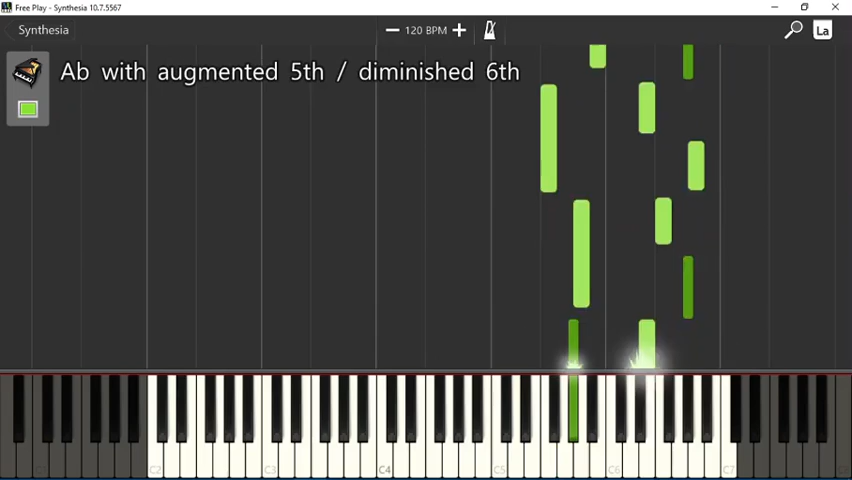 Free Play - Synthesia 10.7.5567
Synthesia
120 BPM
La
Ab with augmented 5th / diminished 6th
C2
C3
C4
C5
C6
C7